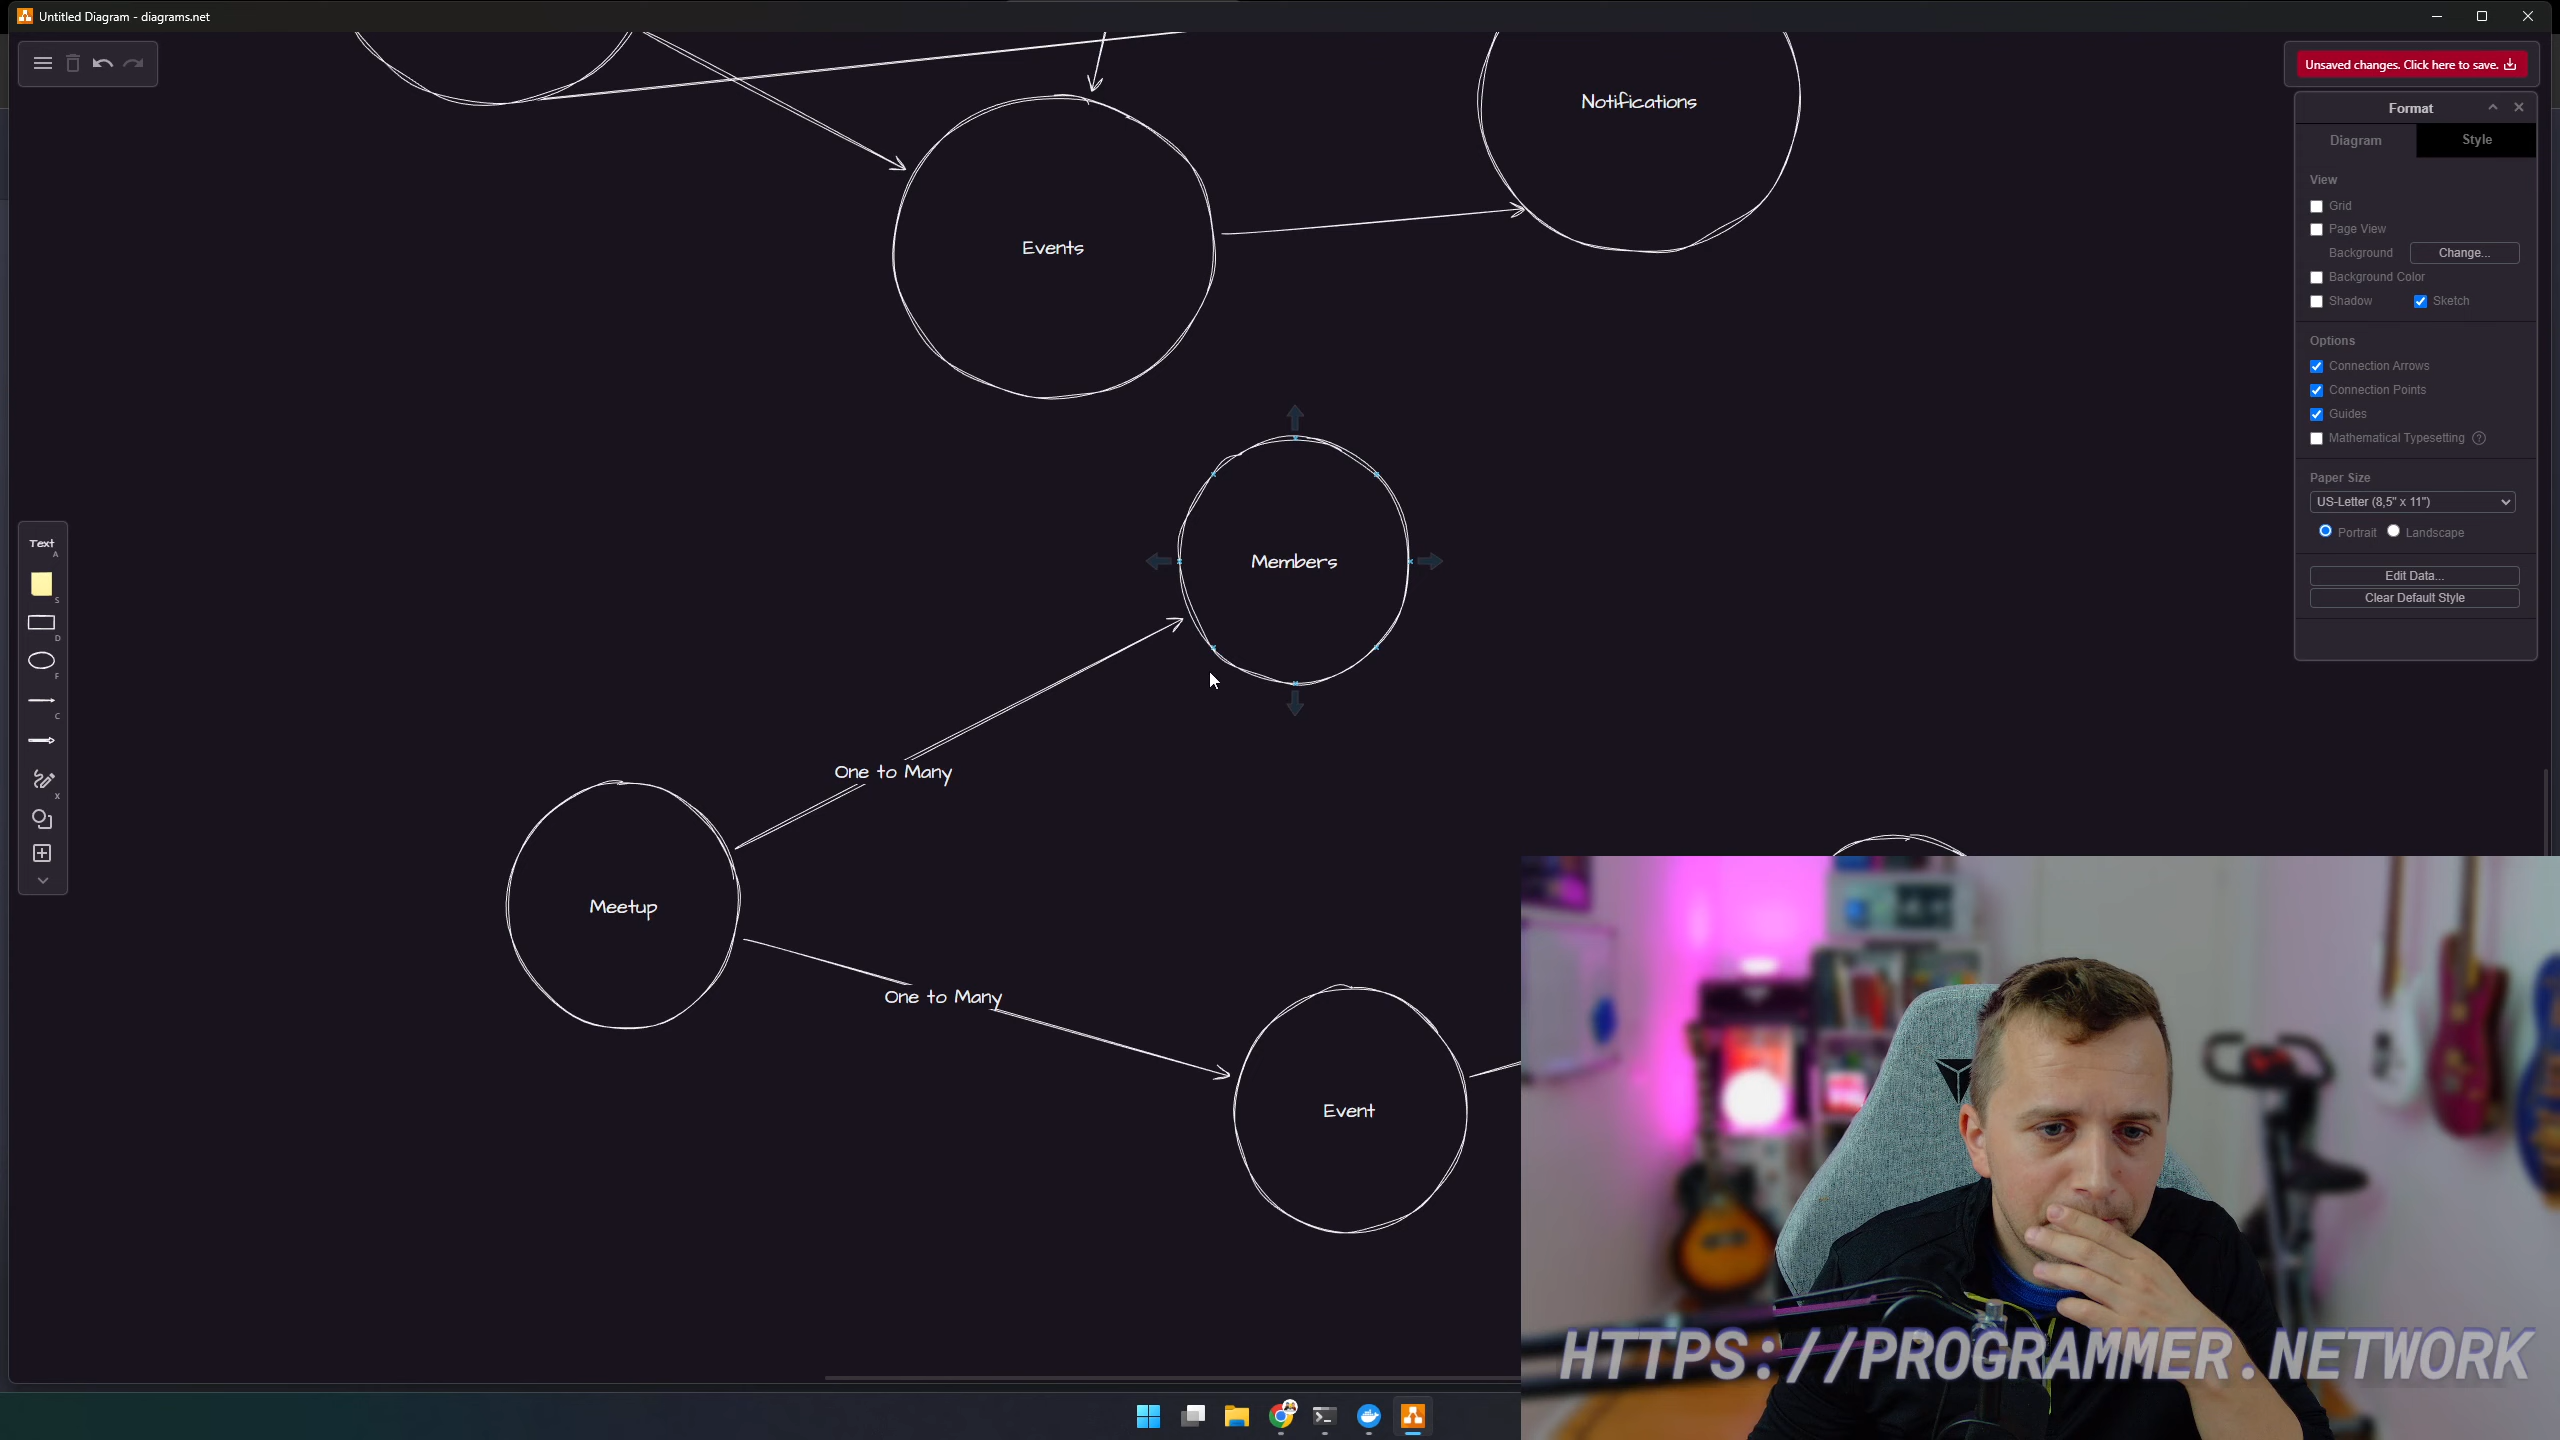 Untitled Diagram - diagrams.net
Unsaved changes. Click here to save.
Format
Diagram
Style
View
Grid
Page View
Background
Change...
Background Color
Shadow
Sketch
Options
Connection Arrows
Connection Points
Guides
Mathematical Typesetting ?
Paper Size
US-Letter (8,5" x 11")
Portrait
Landscape
Edit Data...
Clear Default Style
Text
A
S
D
F
C
X
Notifications
Events
Members
One to Many
Meetup
One to Many
Event
HTTPS://PROGRAMMER.NETWORK